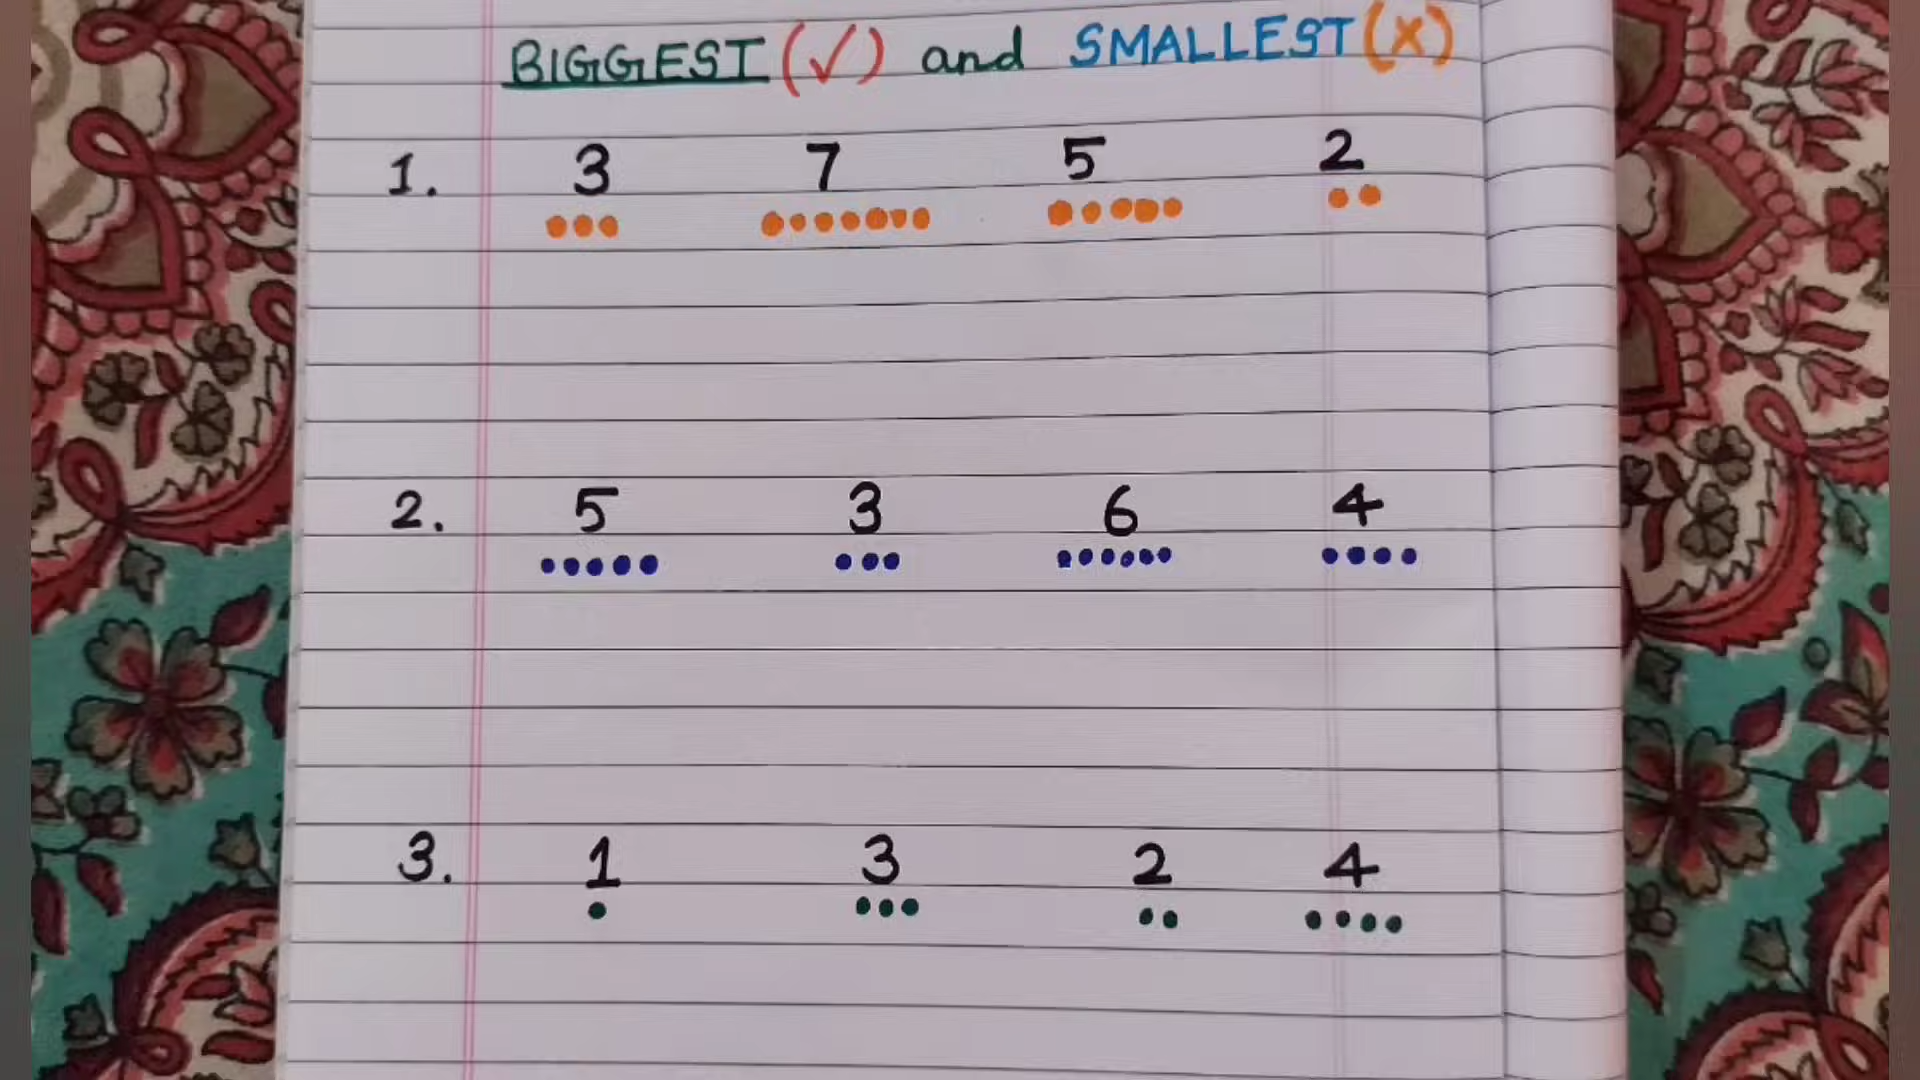 BIGGEST (✓) and SMALLEST (X)
1. 3 7 5 2
2. 5 3 6 4
3. 1 3 2 4